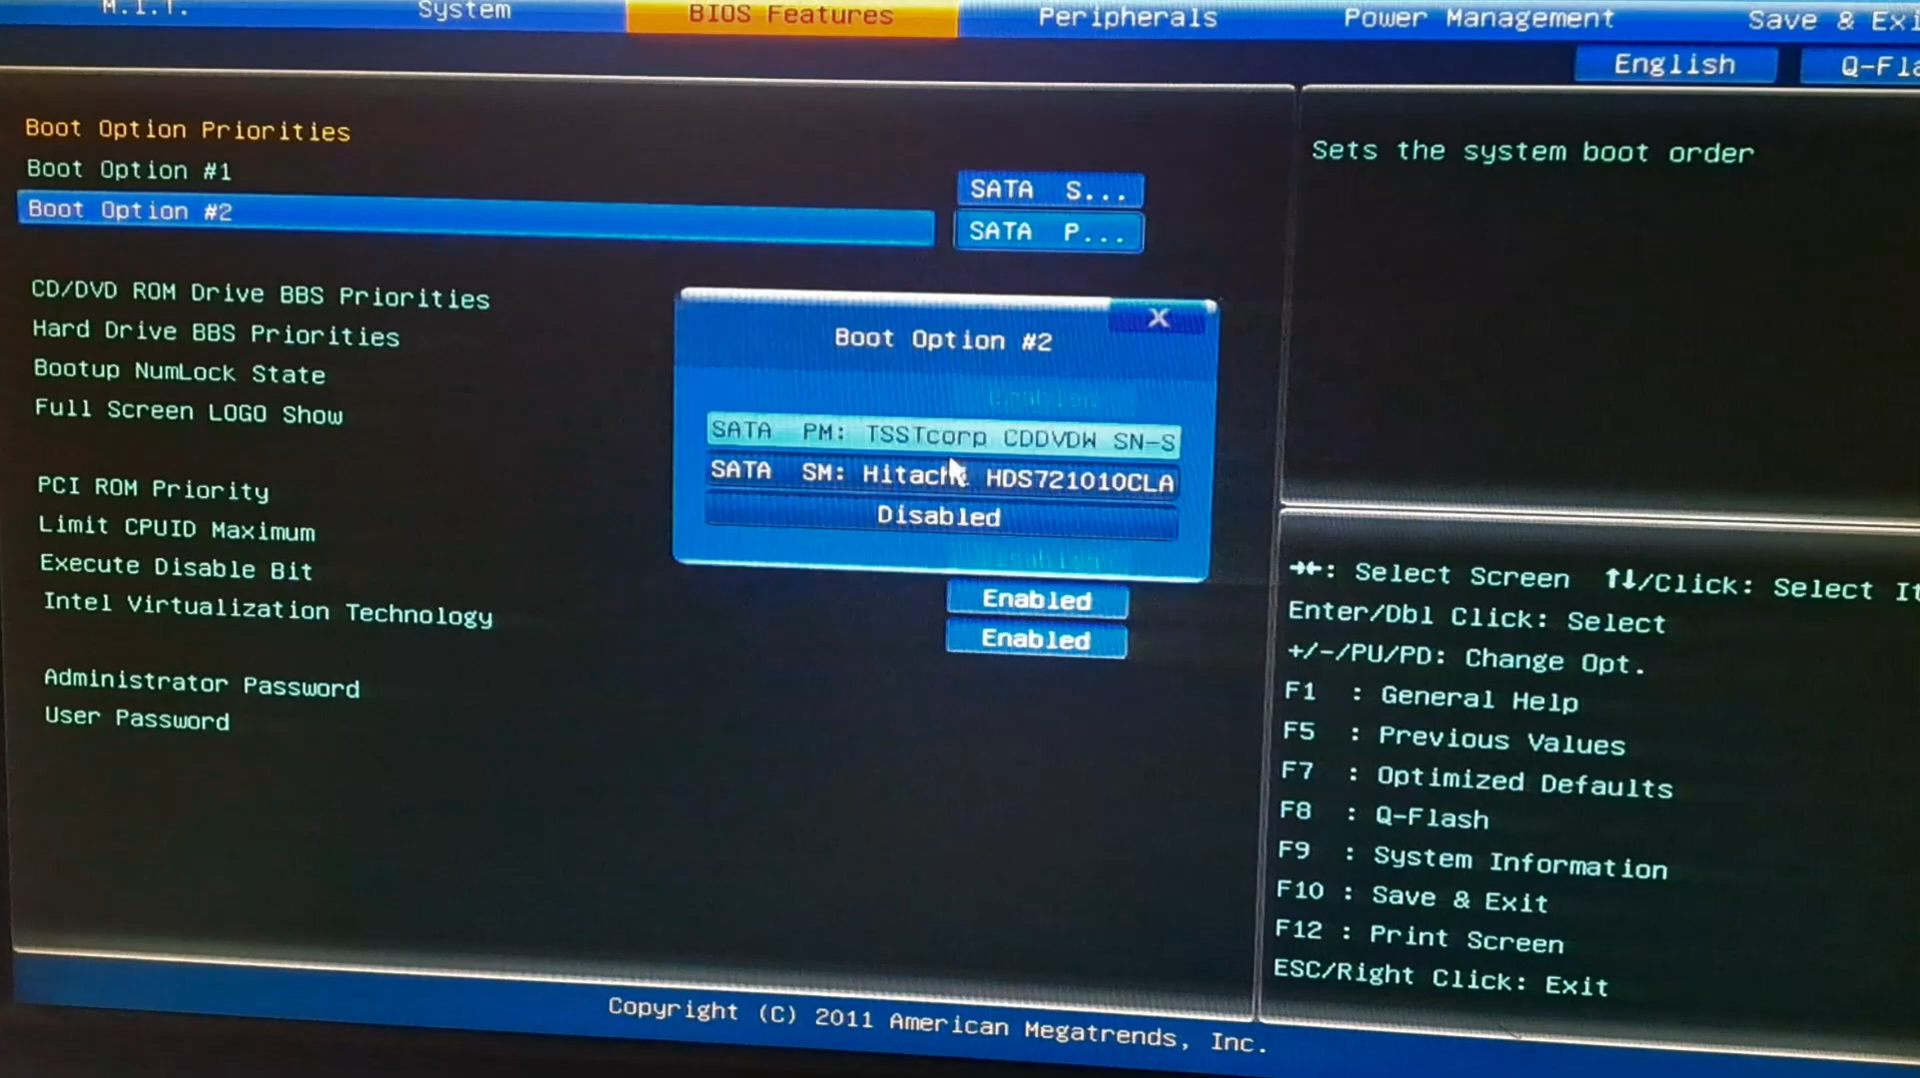 M.I.T.
System
BIOS Features
Peripherals
Power Management
Save & Exi
English
Q-Fla
Boot Option Priorities
Boot Option #1
SATA S...
Boot Option #2
SATA P...
CD/DVD ROM Drive BBS Priorities
Hard Drive BBS Priorities
Bootup NumLock State
Full Screen LOGO Show
PCI ROM Priority
Limit CPUID Maximum
Execute Disable Bit
Enabled
Intel Virtualization Technology
Enabled
Administrator Password
User Password
Boot Option #2
X
SATA PM: TSSTcorp CDDVDW SN-S
SATA SM: Hitachi HDS721010CLA
Disabled
Sets the system boot order
→←: Select Screen ↑↓/Click: Select It
Enter/Dbl Click: Select
+/-/PU/PD: Change Opt.
F1 : General Help
F5 : Previous Values
F7 : Optimized Defaults
F8 : Q-Flash
F9 : System Information
F10 : Save & Exit
F12 : Print Screen
ESC/Right Click: Exit
Copyright (C) 2011 American Megatrends, Inc.